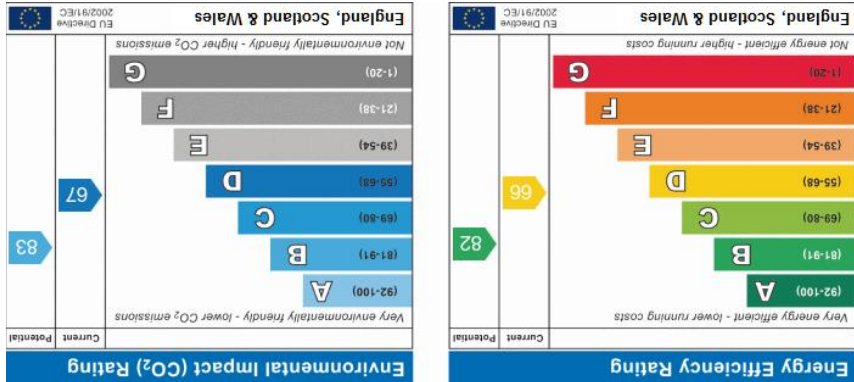 Energy Efficiency Rating
Current Potential
Very energy efficient - lower running costs
(92-100) A
(81-91) B
(69-80) C
(55-68) D
(39-54) E
(21-38) F
(1-20) G
66
82
Not energy efficient - higher running costs
England, Scotland & Wales
EU Directive
2002/91/EC
Environmental Impact (CO₂) Rating
Current Potential
Very environmentally friendly - lower CO₂ emissions
(92-100) A
(81-91) B
(69-80) C
(55-68) D
(39-54) E
(21-38) F
(1-20) G
67
83
Not environmentally friendly - higher CO₂ emissions
England, Scotland & Wales
EU Directive
2002/91/EC